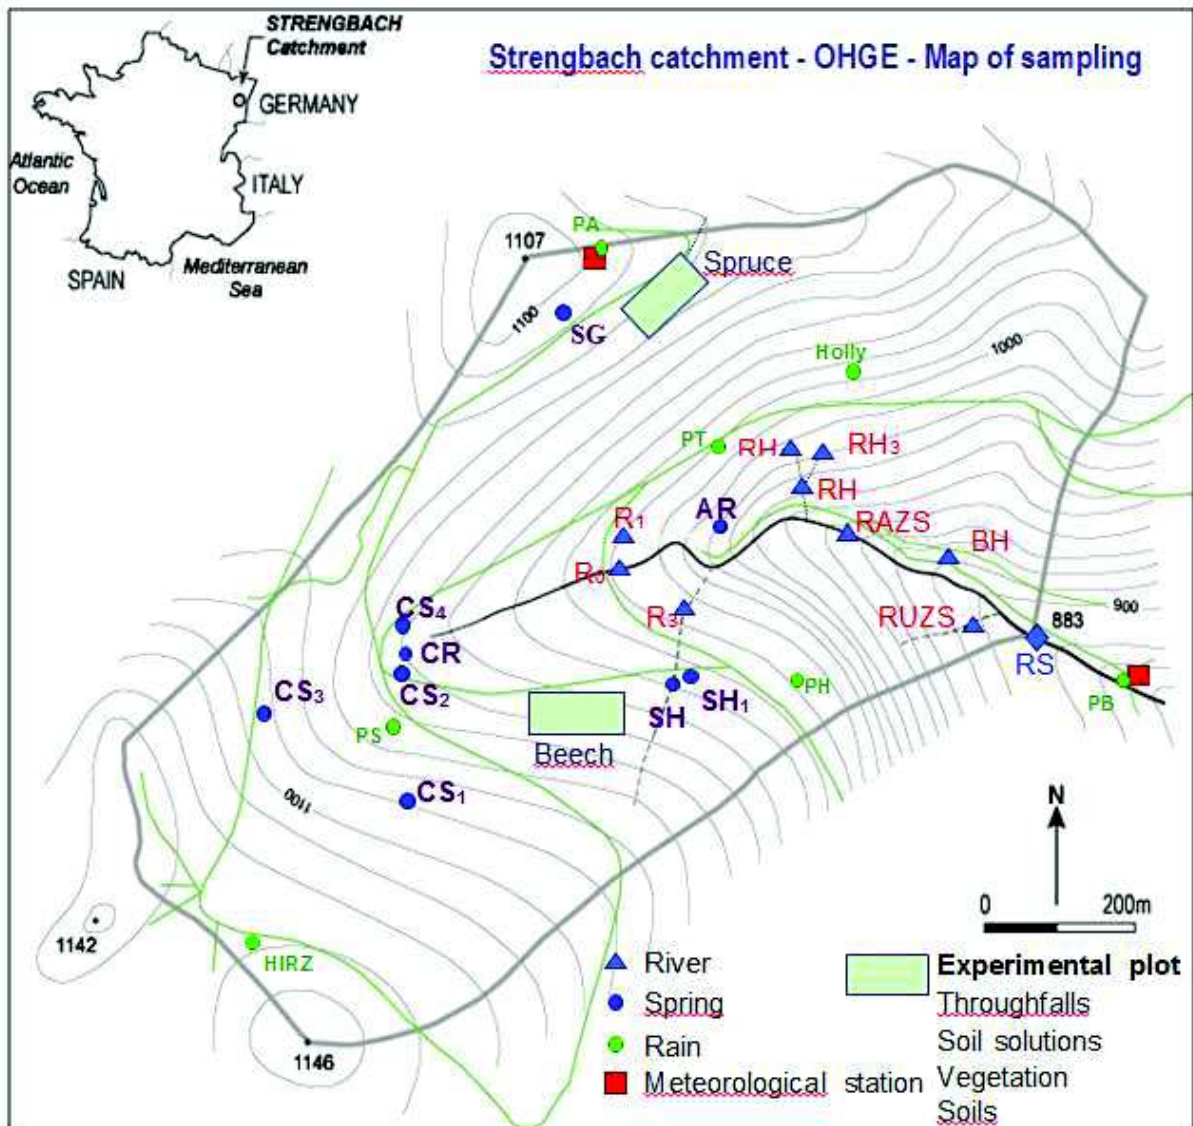 STRENGBACH
Catchment
GERMANY
Atlantic
Ocean
ITALY
SPAIN
Mediterranean
Sea
Strengbach catchment - OHGE - Map of sampling
1107
PA
Spruce
1100
SG
Holly
1000
PT
RH
RH3
RH
AR
RAZS
R1
BH
R0
CS4
R3
RUZS
900
883
CR
RS
CS3
CS2
SH
SH1
PH
PB
PS
Beech
CS1
1100
N
0 200m
1142
HIRZ
1146
River
Spring
Rain
Meteorological station
Experimental plot
Throughfalls
Soil solutions
Vegetation
Soils